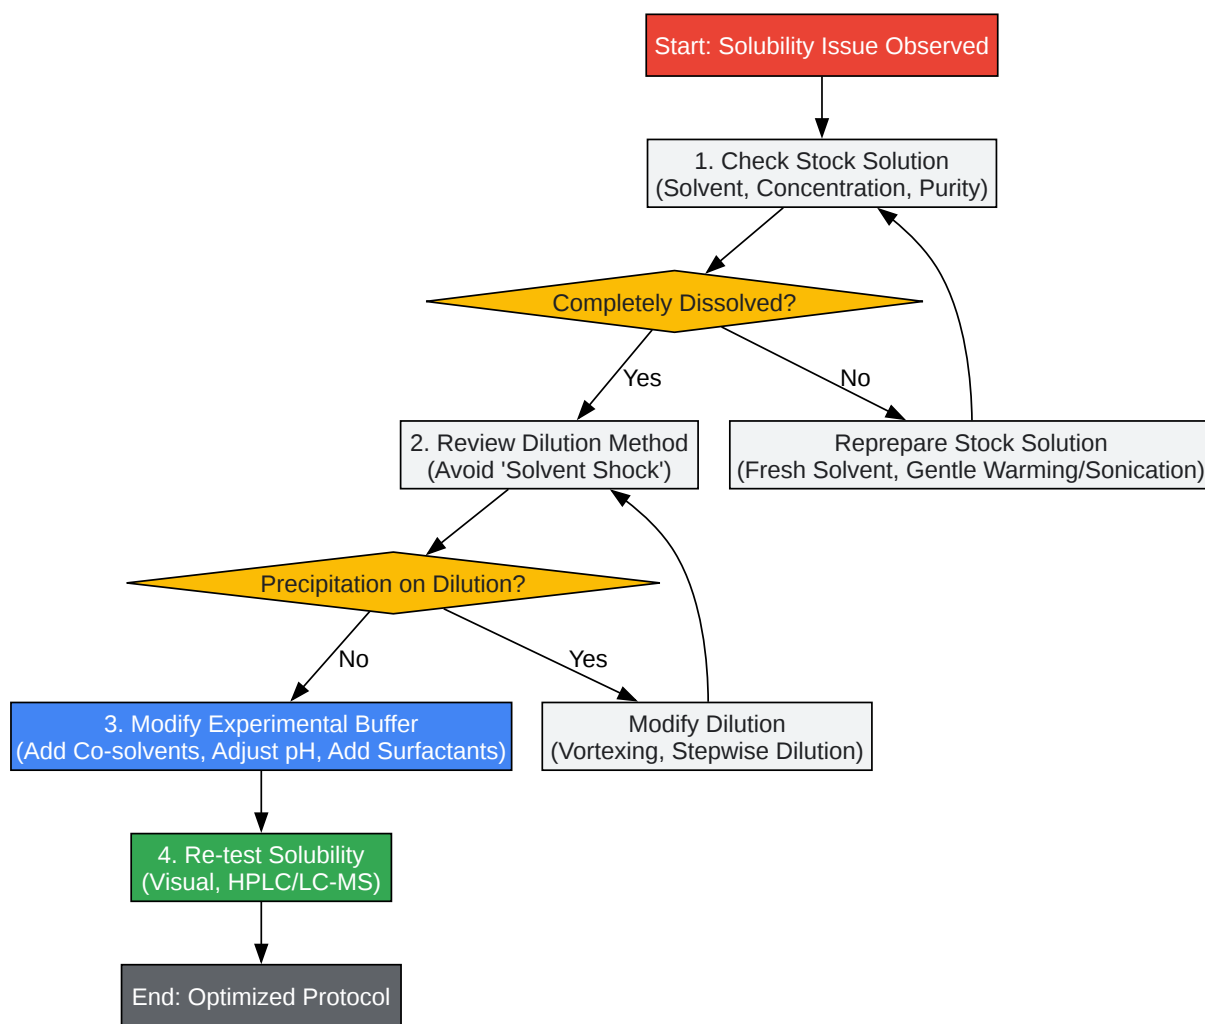 Start: Solubility Issue Observed
1. Check Stock Solution
(Solvent, Concentration, Purity)
Completely Dissolved?
Yes
No
2. Review Dilution Method
(Avoid 'Solvent Shock')
Reprepare Stock Solution
(Fresh Solvent, Gentle Warming/Sonication)
Precipitation on Dilution?
No
Yes
3. Modify Experimental Buffer
(Add Co-solvents, Adjust pH, Add Surfactants)
Modify Dilution
(Vortexing, Stepwise Dilution)
4. Re-test Solubility
(Visual, HPLC/LC-MS)
End: Optimized Protocol